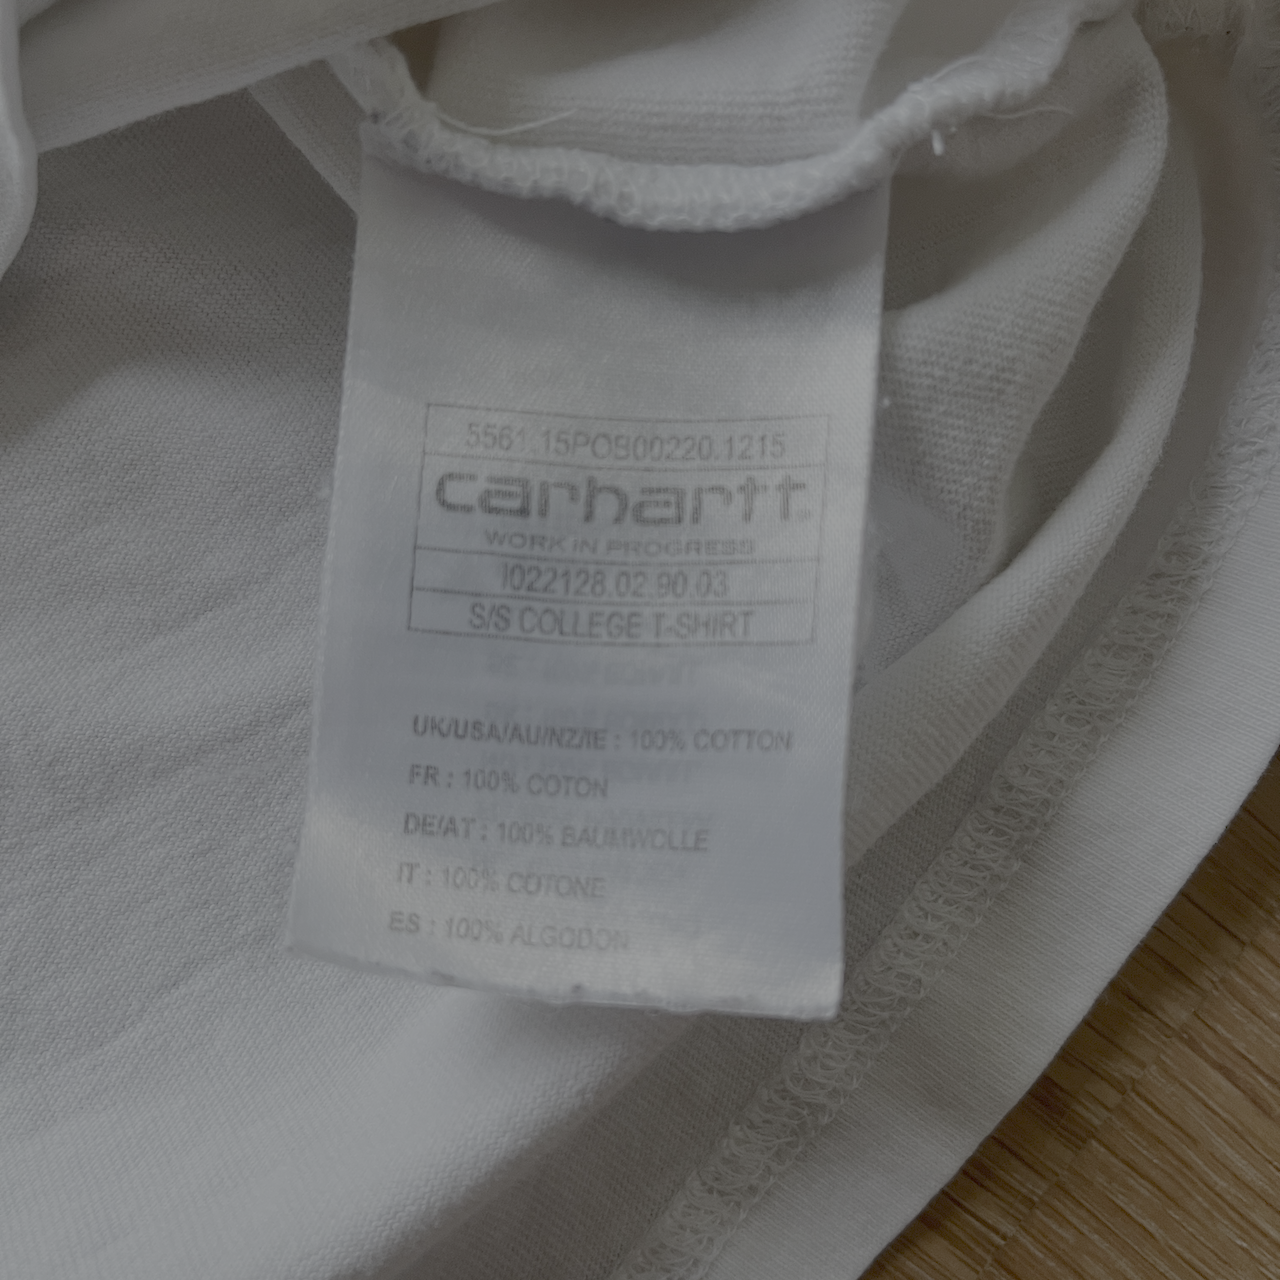 5561.15POS00220.1215
carhartt.
WORK IN PROGRESS
I022128.02.90.03
S/S COLLEGE T-SHIRT
UK/USA/AU/NZ/IE : 100% COTTON
FR : 100% COTON
DE/AT : 100% BAUMWOLLE
IT : 100% COTONE
ES : 100% ALGODON